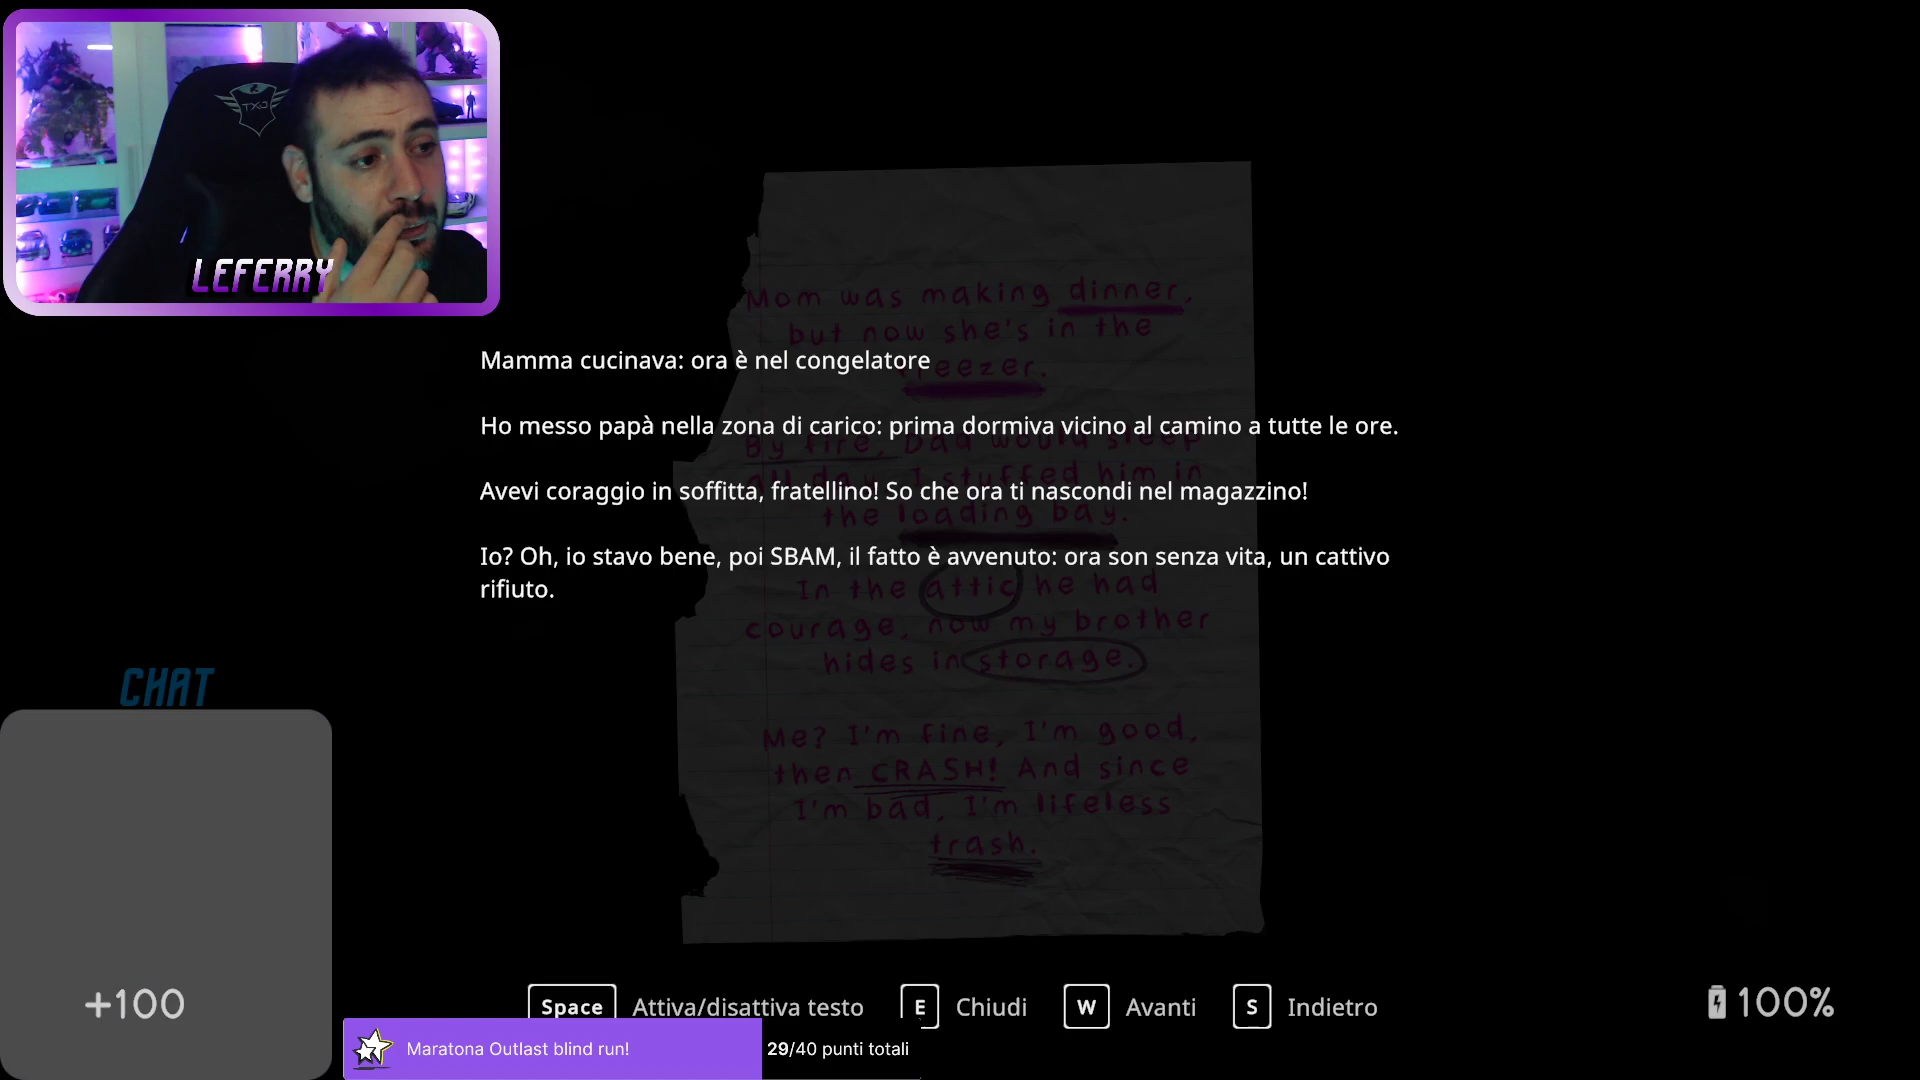 TXJ
LEFERRY
Mom was making dinner,
but now she's in the
freezer.
Mamma cucinava: ora è nel congelatore
Ho messo papà nella zona di carico: prima dormiva vicino al camino a tutte le ore.
By fire, Dad would sleep
all day. I stuffed him in
Avevi coraggio in soffitta, fratellino! So che ora ti nascondi nel magazzino!
the loading bay.
Io? Oh, io stavo bene, poi SBAM, il fatto è avvenuto: ora son senza vita, un cattivo
rifiuto.
In the attic he had
courage, now my brother
hides in storage.
Me? I'm fine, I'm good,
then CRASH! And since
I'm bad, I'm lifeless
trash.
CHAT
+100
Space Attiva/disattiva testo E Chiudi W Avanti S Indietro
100%
Maratona Outlast blind run! 29/40 punti totali